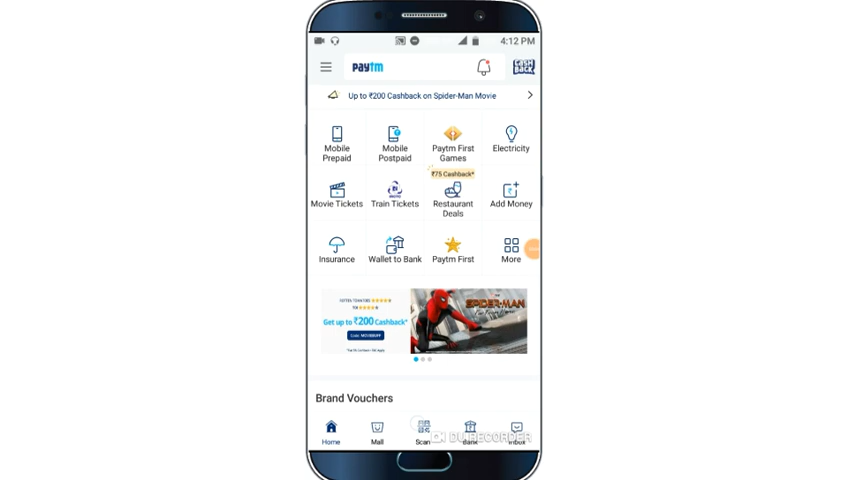 4:12 PM
paytm
CASH
BACK
Up to ₹200 Cashback on Spider-Man Movie
Mobile Prepaid
Mobile Postpaid
Paytm First Games
Electricity
₹75 Cashback*
Movie Tickets
Train Tickets
Restaurant Deals
Add Money
Insurance
Wallet to Bank
Paytm First
More
Get up to ₹200 Cashback*
SPIDER-MAN
Brand Vouchers
Home
Mall
Scan
Bank
Inbox
DU RECORDER